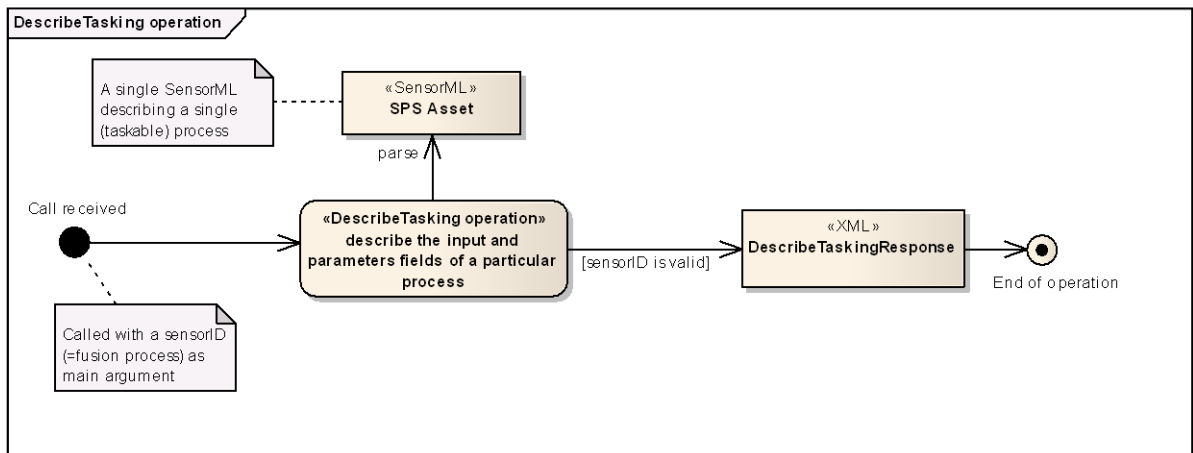 DescribeTasking operation
A single SensorML
describing a single
(taskable) process
«SensorML»
SPS Asset
parse
Call received
«DescribeTasking operation»
describe the input and
parameters fields of a particular
process
[sensorID is valid]
«XML»
DescribeTaskingResponse
End of operation
Called with a sensorID
(=fusion process) as
main argument